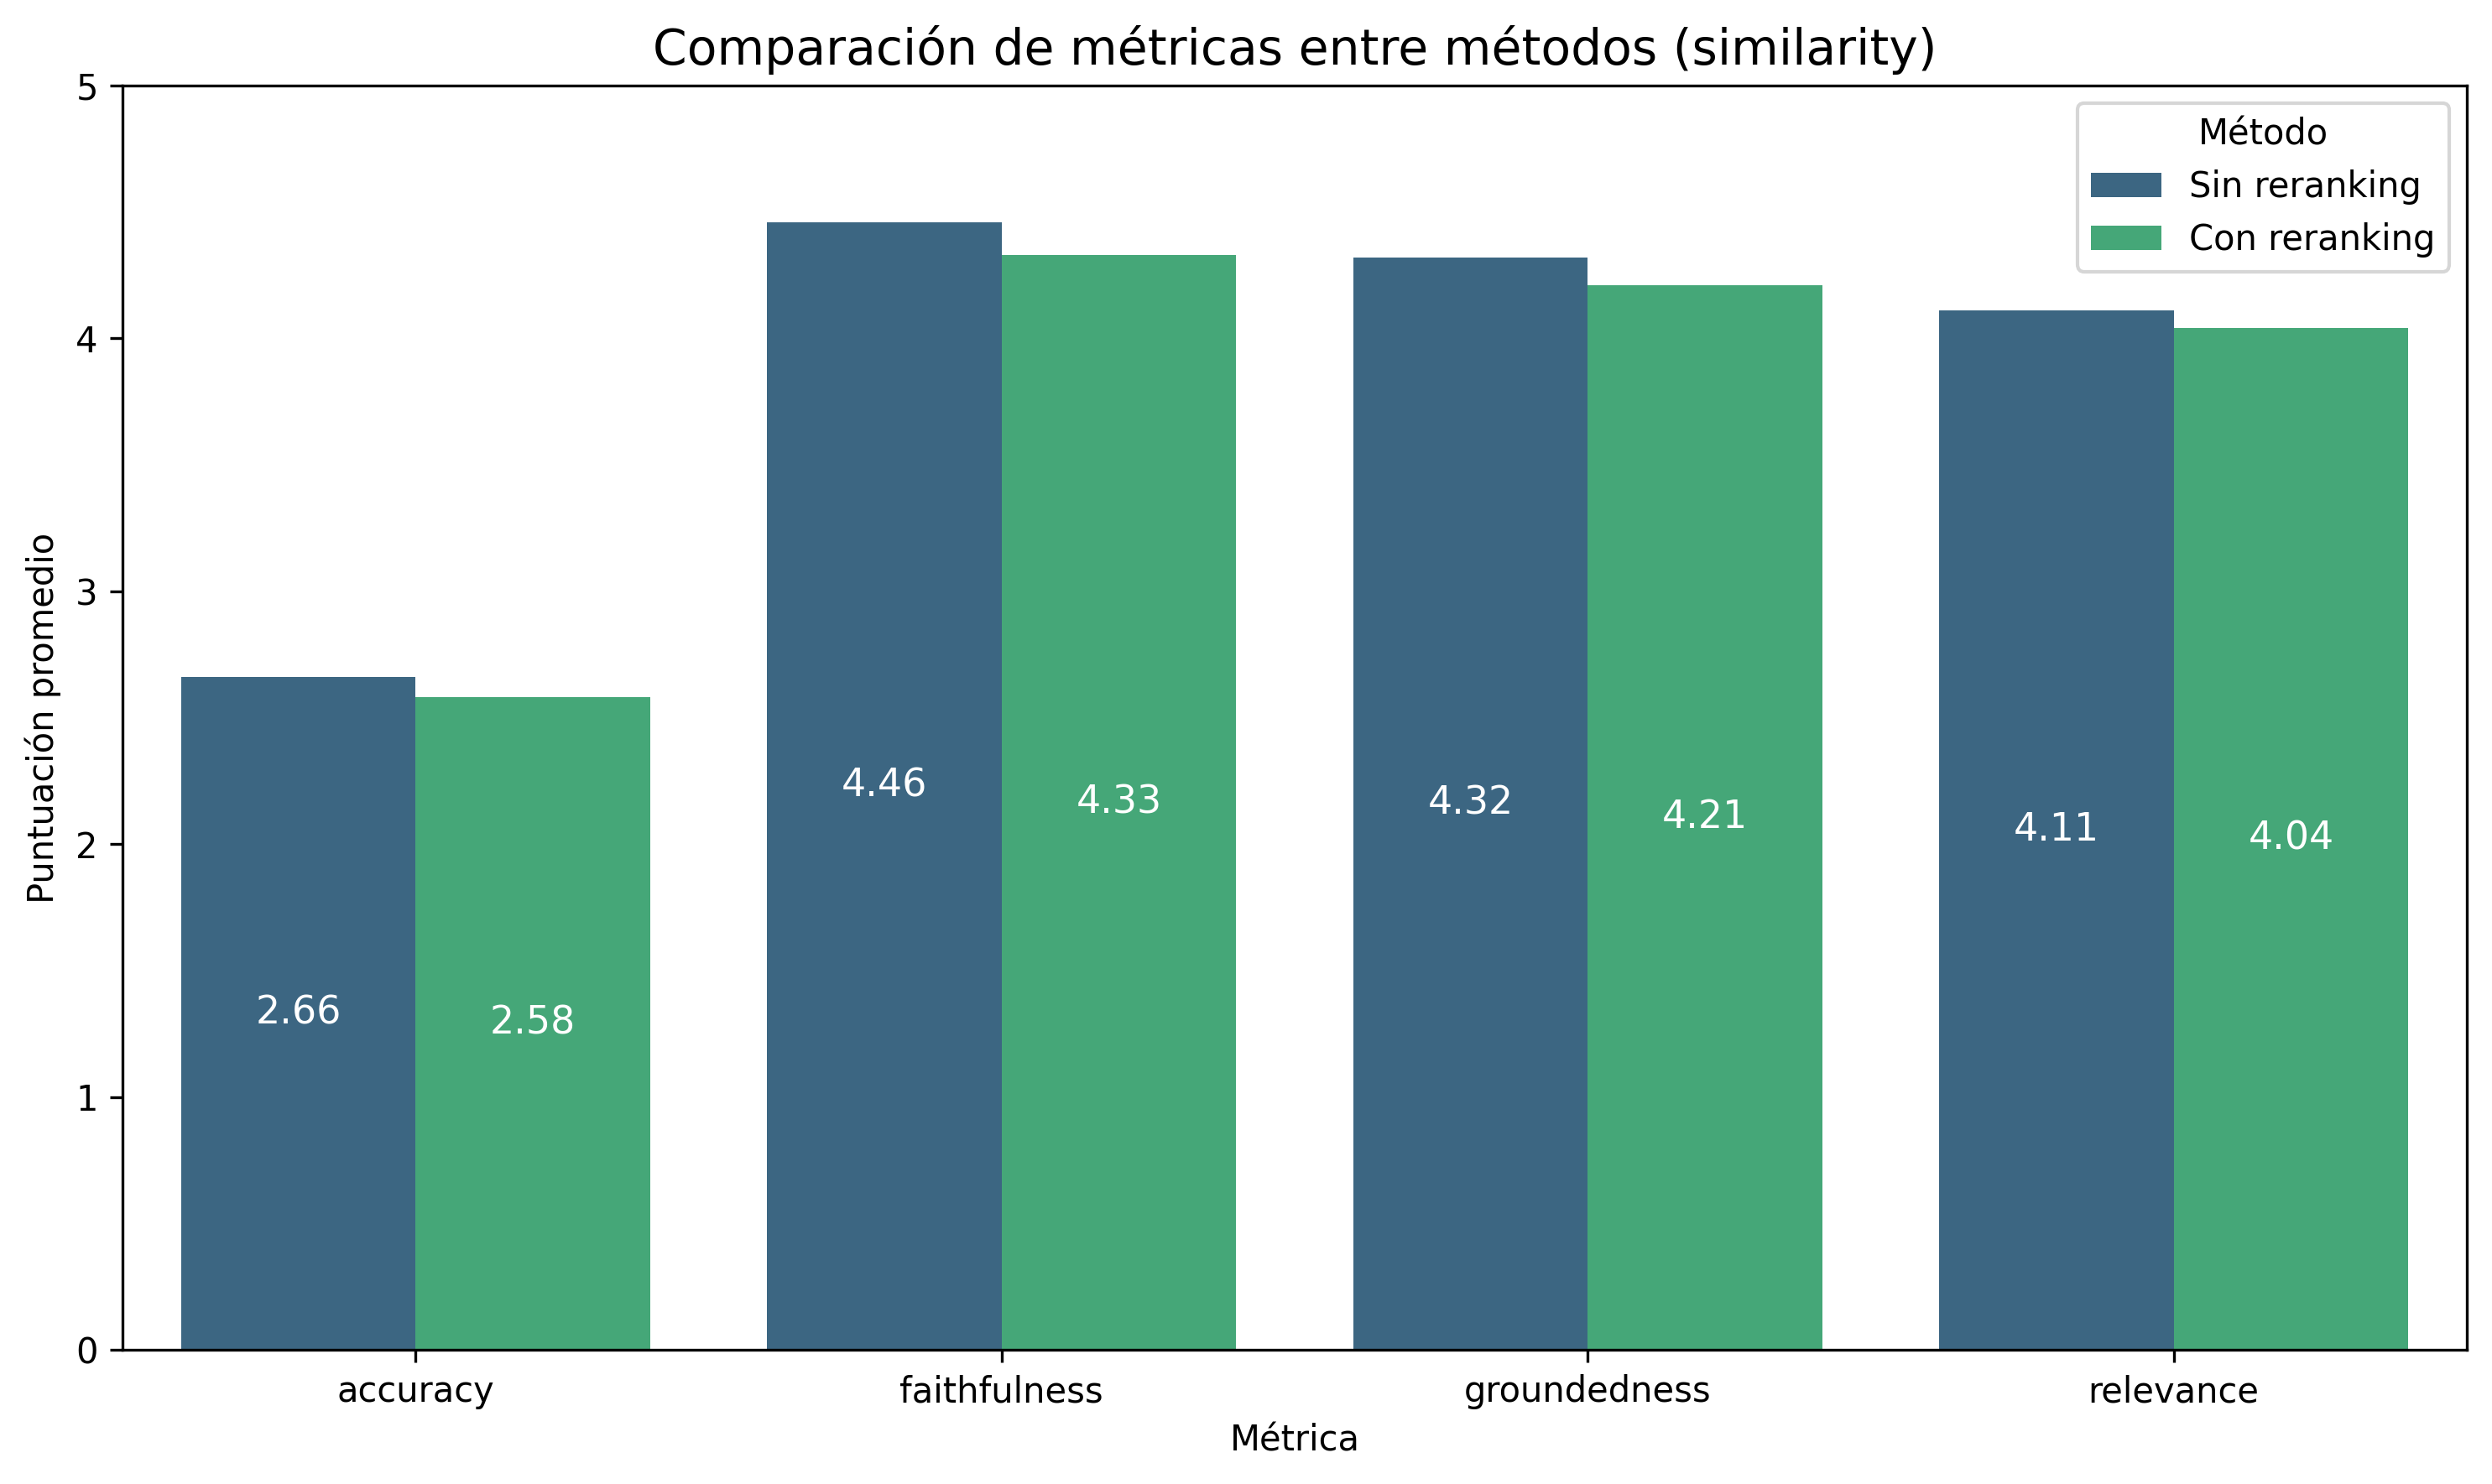 Comparación de métricas entre métodos (similarity)
Método
Sin reranking
Con reranking
Puntuación promedio
5
4
3
2
1
0
2.66
2.58
4.46
4.33
4.32
4.21
4.11
4.04
accuracy
faithfulness
groundedness
relevance
Métrica